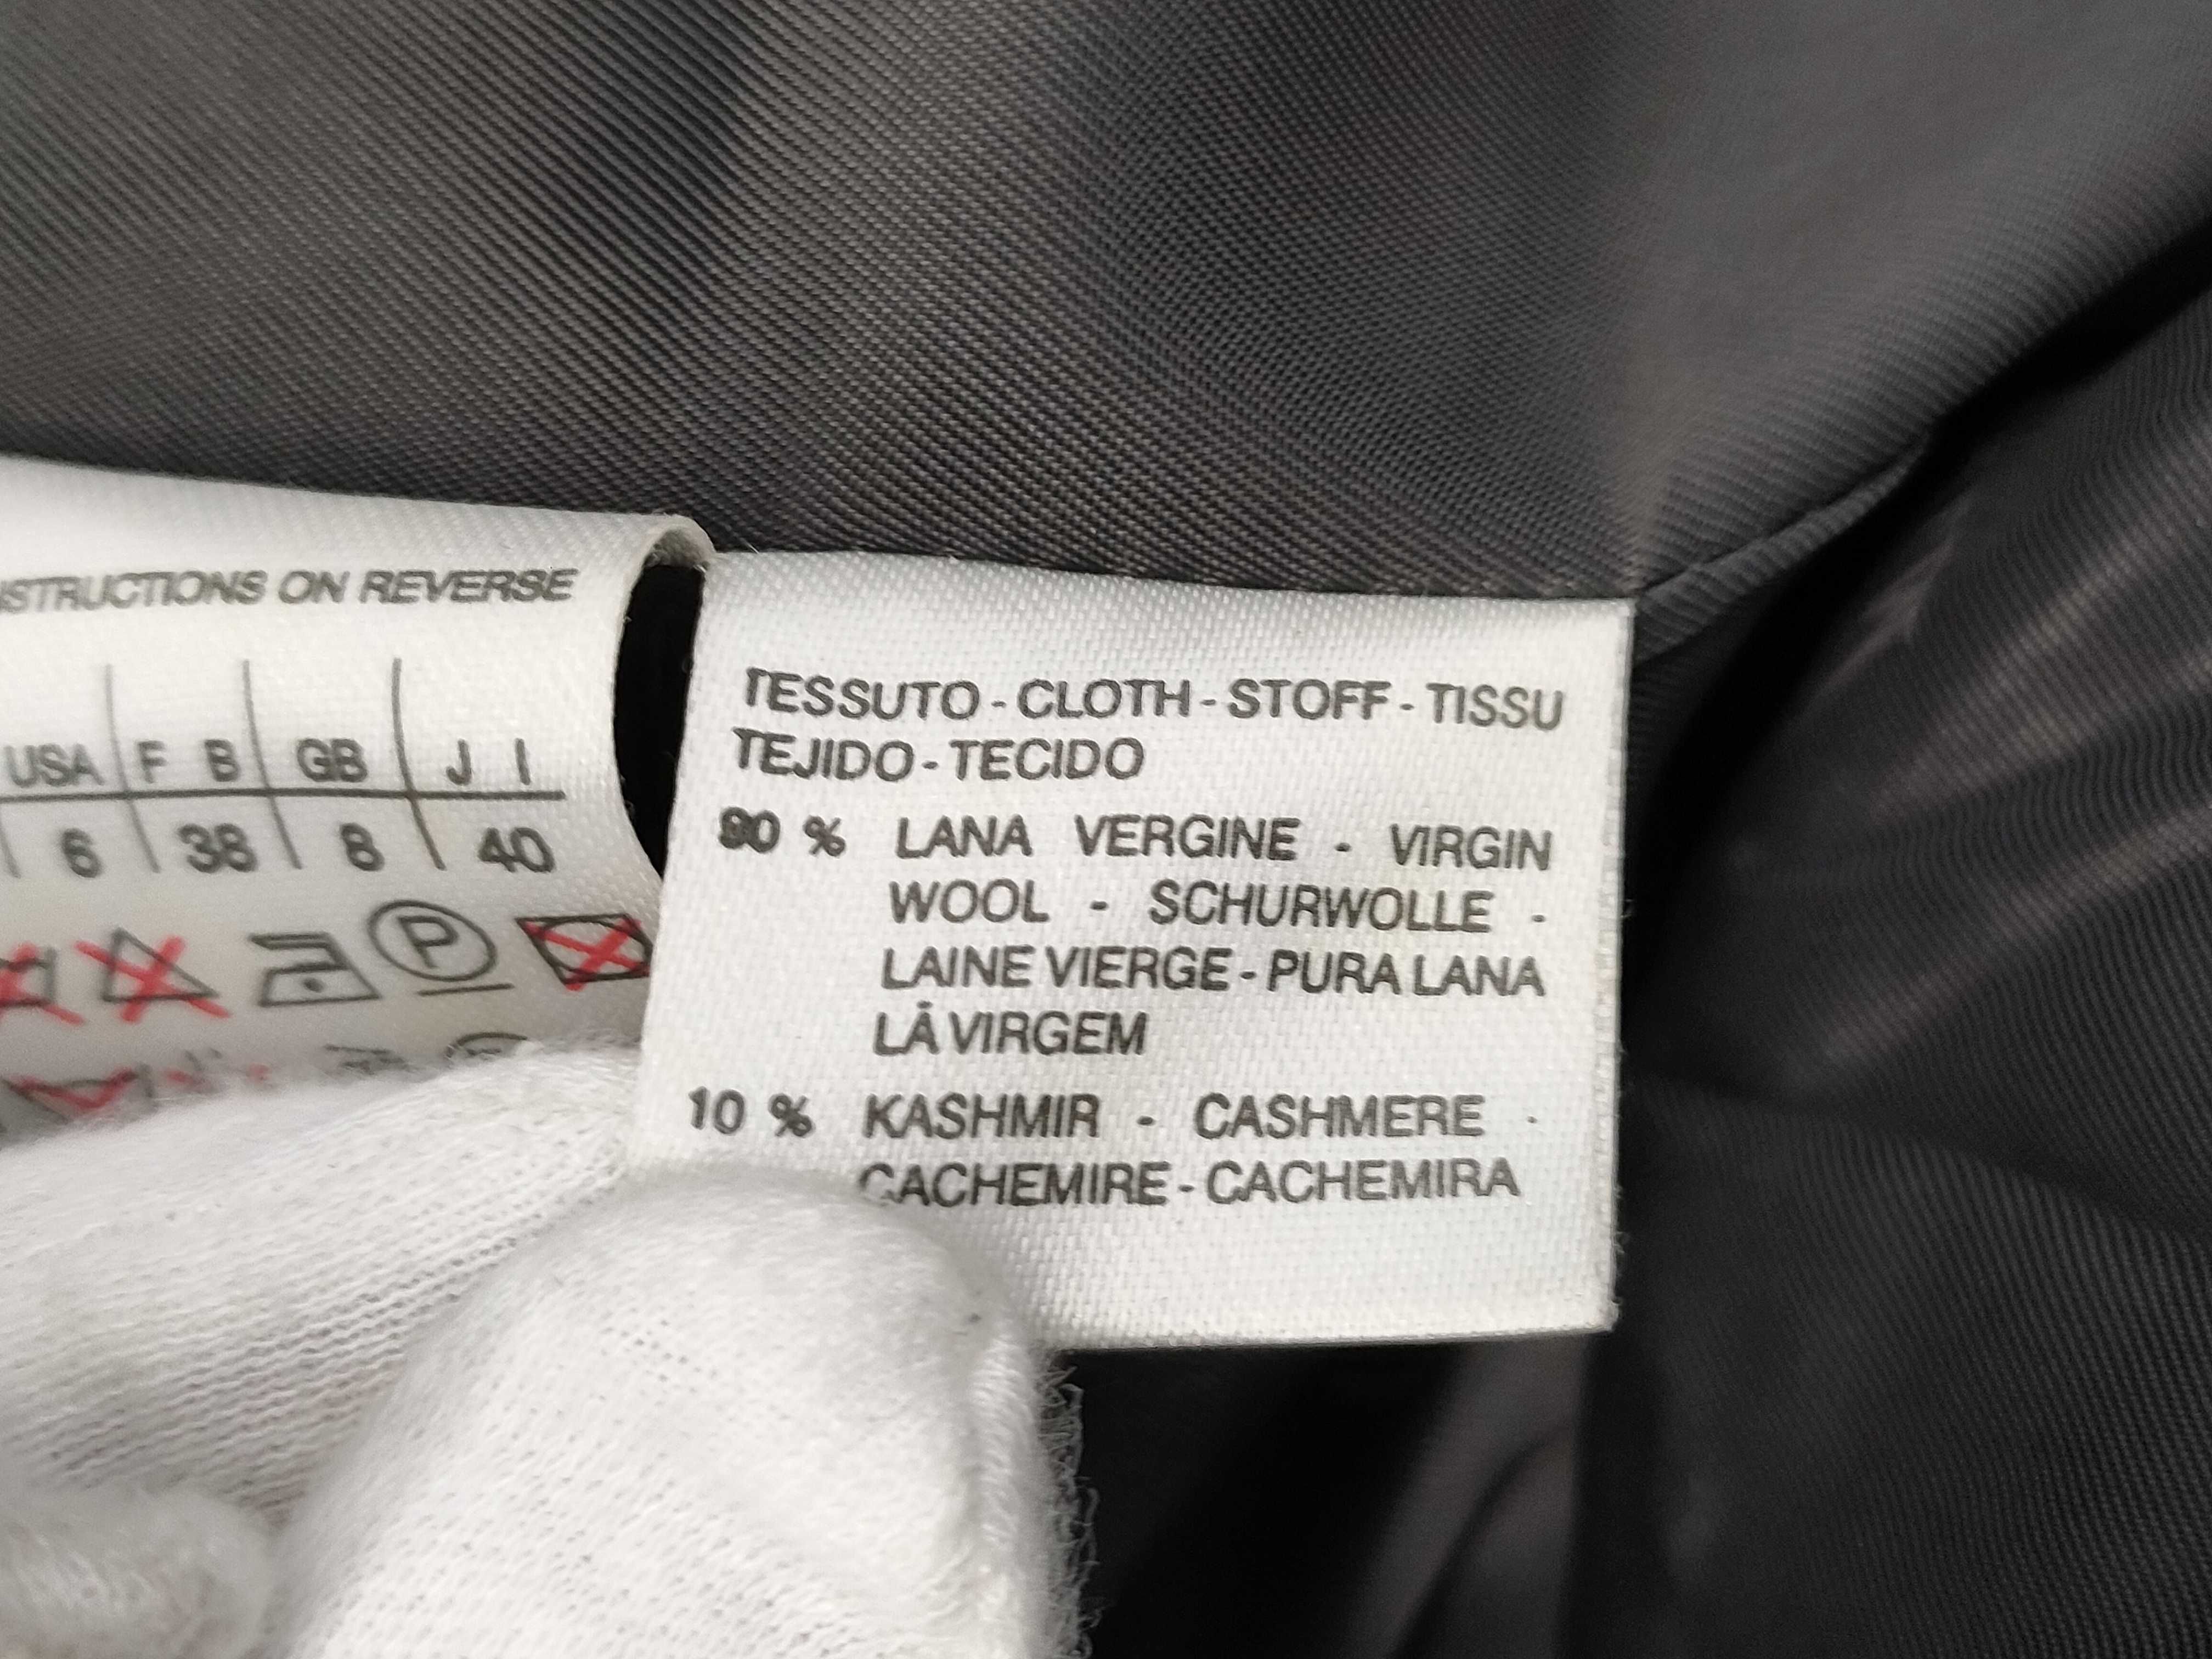 INSTRUCTIONS ON REVERSE
USA F B GB J I
6 38 8 40
P
TESSUTO - CLOTH - STOFF - TISSU
TEJIDO - TECIDO
90 % LANA VERGINE - VIRGIN
WOOL - SCHURWOLLE -
LAINE VIERGE - PURA LANA
LÃ VIRGEM
10 % KASHMIR - CASHMERE -
CACHEMIRE - CACHEMIRA